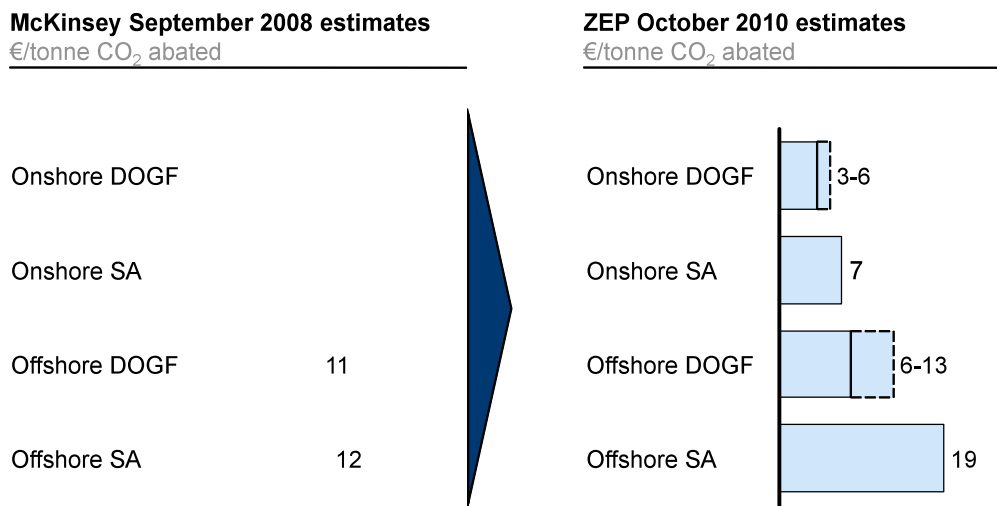 McKinsey September 2008 estimates
€/tonne CO₂ abated
Onshore DOGF
Onshore SA
Offshore DOGF 11
Offshore SA 12
ZEP October 2010 estimates
€/tonne CO₂ abated
Onshore DOGF 3-6
Onshore SA 7
Offshore DOGF 6-13
Offshore SA 19